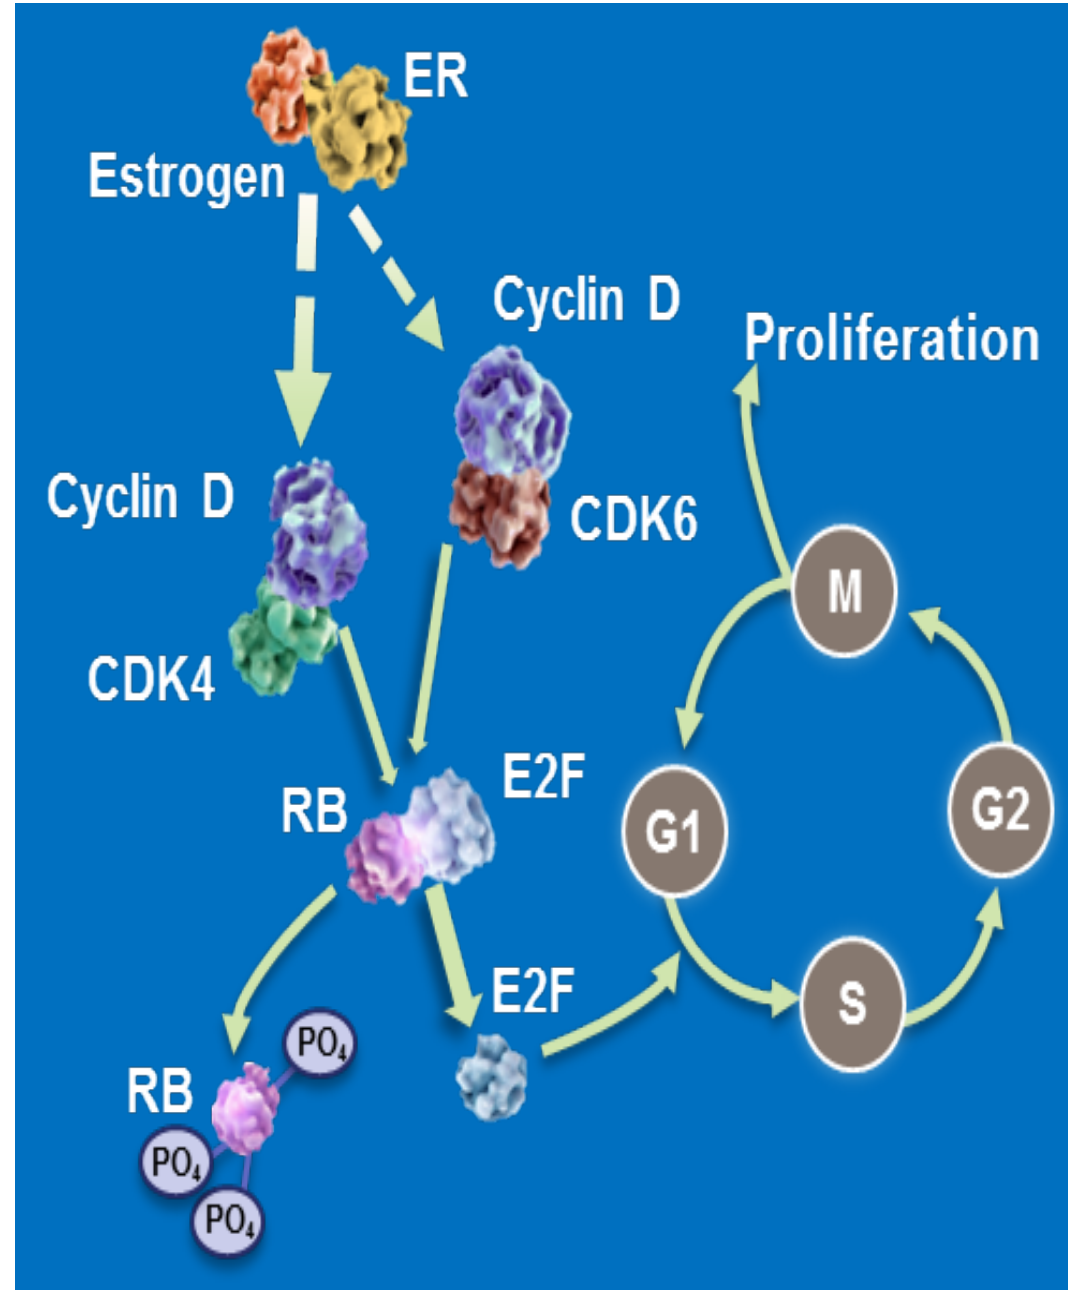 ER
Estrogen
Cyclin D
Proliferation
Cyclin D
CDK6
CDK4
M
G1
G2
S
RB
E2F
E2F
RB
PO₄
PO₄
PO₄